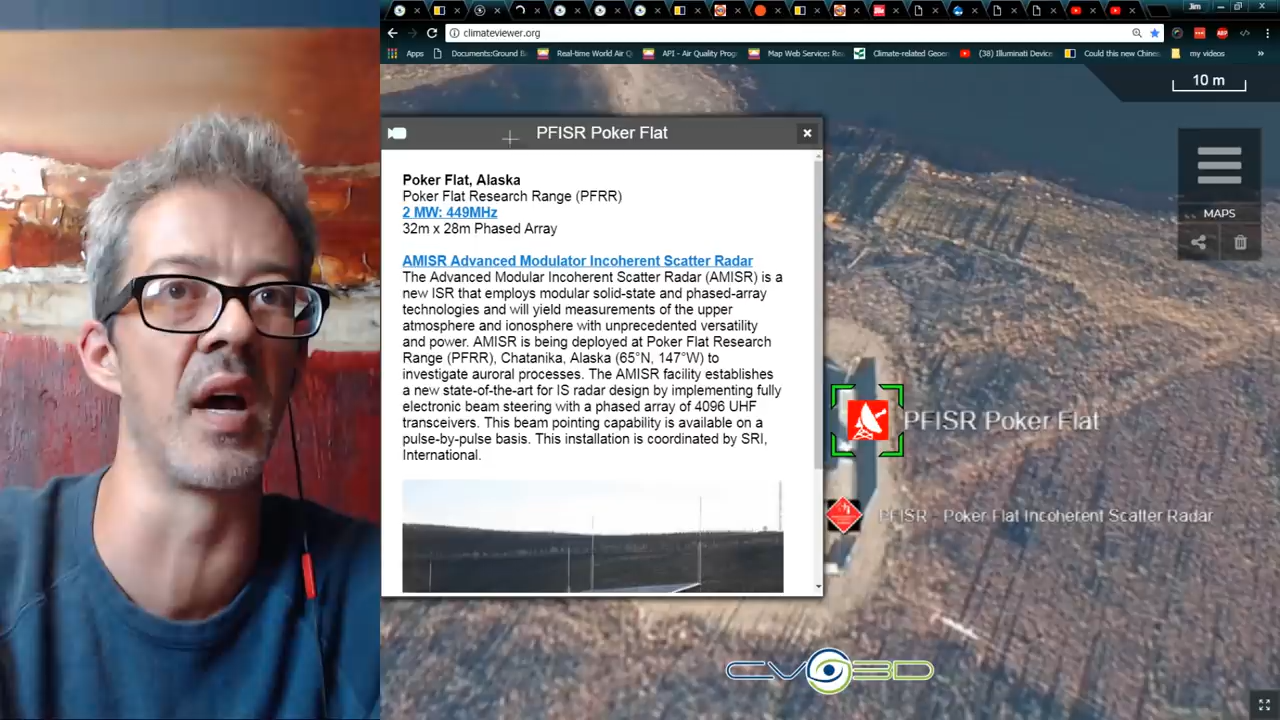 Jim
climateviewer.org
Apps
Documents:Ground B
Real-time World Air Q
API - Air Quality Prog
Map Web Service: Re
Climate-related Geoen
(38) Illuminati Device
Could this new Chines
my videos
10 m
PFISR Poker Flat
Poker Flat, Alaska
Poker Flat Research Range (PFRR)
2 MW: 449MHz
32m x 28m Phased Array
AMISR Advanced Modulator Incoherent Scatter Radar
The Advanced Modular Incoherent Scatter Radar (AMISR) is a
new ISR that employs modular solid-state and phased-array
technologies and will yield measurements of the upper
atmosphere and ionosphere with unprecedented versatility
and power. AMISR is being deployed at Poker Flat Research
Range (PFRR), Chatanika, Alaska (65°N, 147°W) to
investigate auroral processes. The AMISR facility establishes
a new state-of-the-art for IS radar design by implementing fully
electronic beam steering with a phased array of 4096 UHF
transceivers. This beam pointing capability is available on a
pulse-by-pulse basis. This installation is coordinated by SRI,
International.
MAPS
PFISR Poker Flat
PFISR - Poker Flat Incoherent Scatter Radar
CV3D